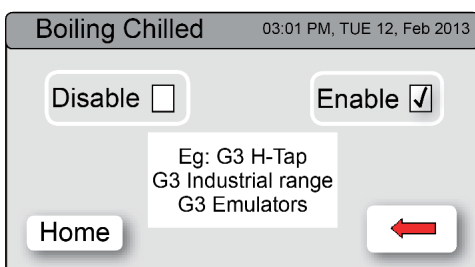 Boiling Chilled 03:01 PM, TUE 12, Feb 2013
Disable Enable
Eg: G3 H-Tap
G3 Industrial range
G3 Emulators
Home